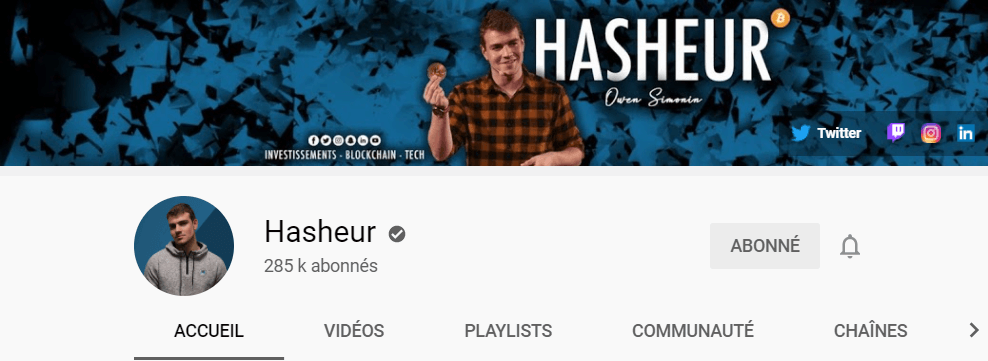 HASHEUR
Owen Simonin
INVESTISSEMENTS - BLOCKCHAIN - TECH
Twitter
Hasheur
285 k abonnés
ABONNÉ
ACCUEIL VIDÉOS PLAYLISTS COMMUNAUTÉ CHAÎNES